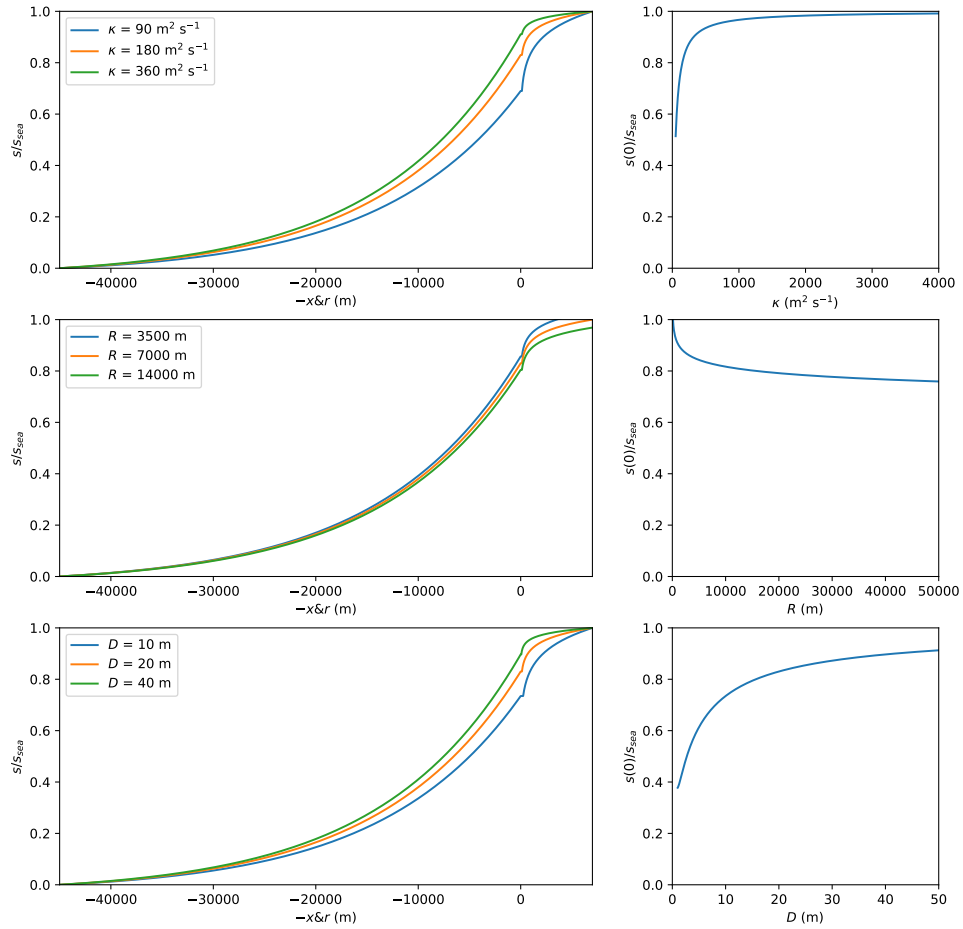 κ = 90 m² s⁻¹
κ = 180 m² s⁻¹
κ = 360 m² s⁻¹
s/s_sea
1.0
0.8
0.6
0.4
0.2
0.0
−40000 −30000 −20000 −10000 0
−x&r (m)
s(0)/s_sea
1.0
0.8
0.6
0.4
0.2
0.0
0 1000 2000 3000 4000
κ (m² s⁻¹)
R = 3500 m
R = 7000 m
R = 14000 m
s/s_sea
1.0
0.8
0.6
0.4
0.2
0.0
−40000 −30000 −20000 −10000 0
−x&r (m)
s(0)/s_sea
1.0
0.8
0.6
0.4
0.2
0.0
0 10000 20000 30000 40000 50000
R (m)
D = 10 m
D = 20 m
D = 40 m
s/s_sea
1.0
0.8
0.6
0.4
0.2
0.0
−40000 −30000 −20000 −10000 0
−x&r (m)
s(0)/s_sea
1.0
0.8
0.6
0.4
0.2
0.0
0 10 20 30 40 50
D (m)